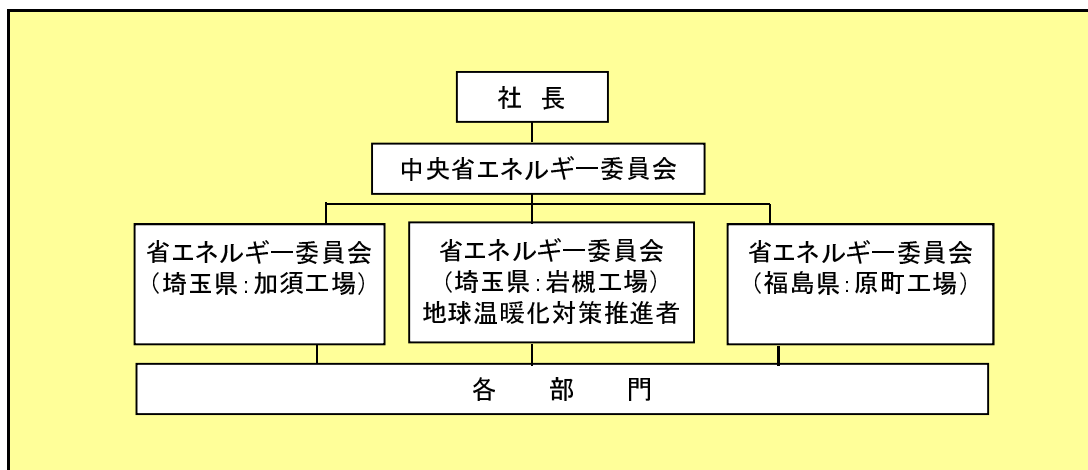 社 長
中央省エネルギー委員会
省エネルギー委員会
(埼玉県:加須工場)
省エネルギー委員会
(埼玉県:岩槻工場)
地球温暖化対策推進者
省エネルギー委員会
(福島県:原町工場)
各 部 門